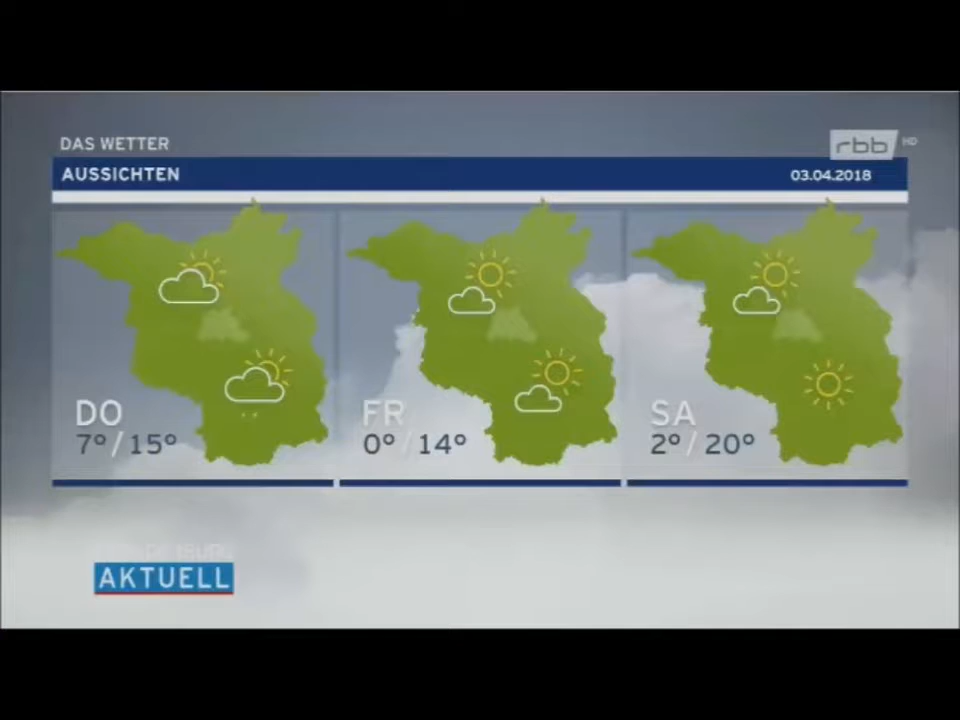 DAS WETTER
rbb HD
AUSSICHTEN
03.04.2018
DO
7°/15°
FR
0°/14°
SA
2°/20°
AKTUELL